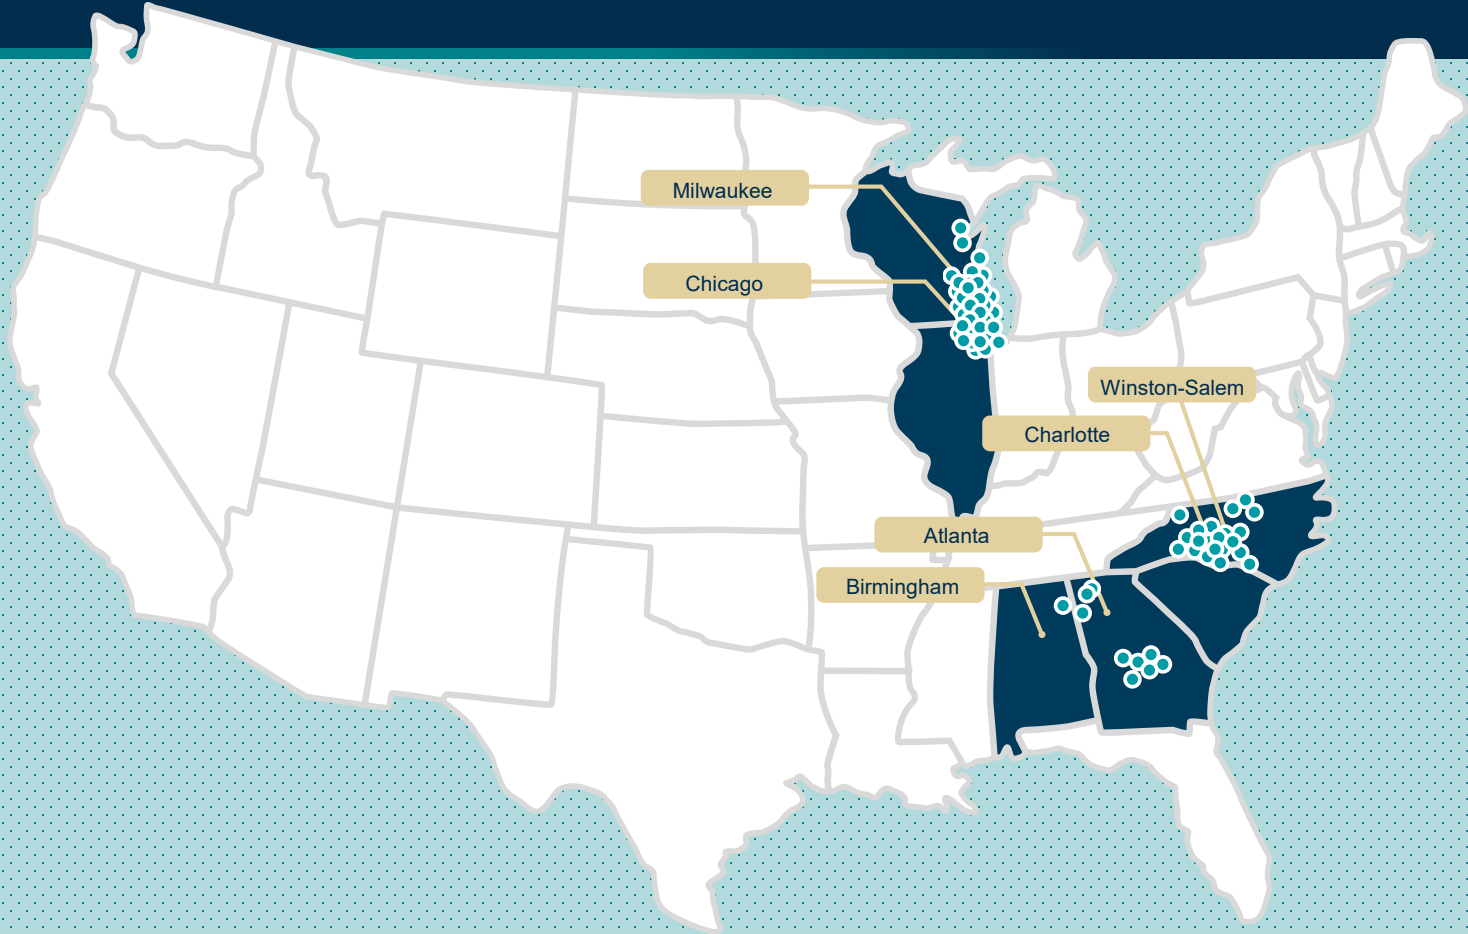 Milwaukee
Chicago
Winston-Salem
Charlotte
Atlanta
Birmingham